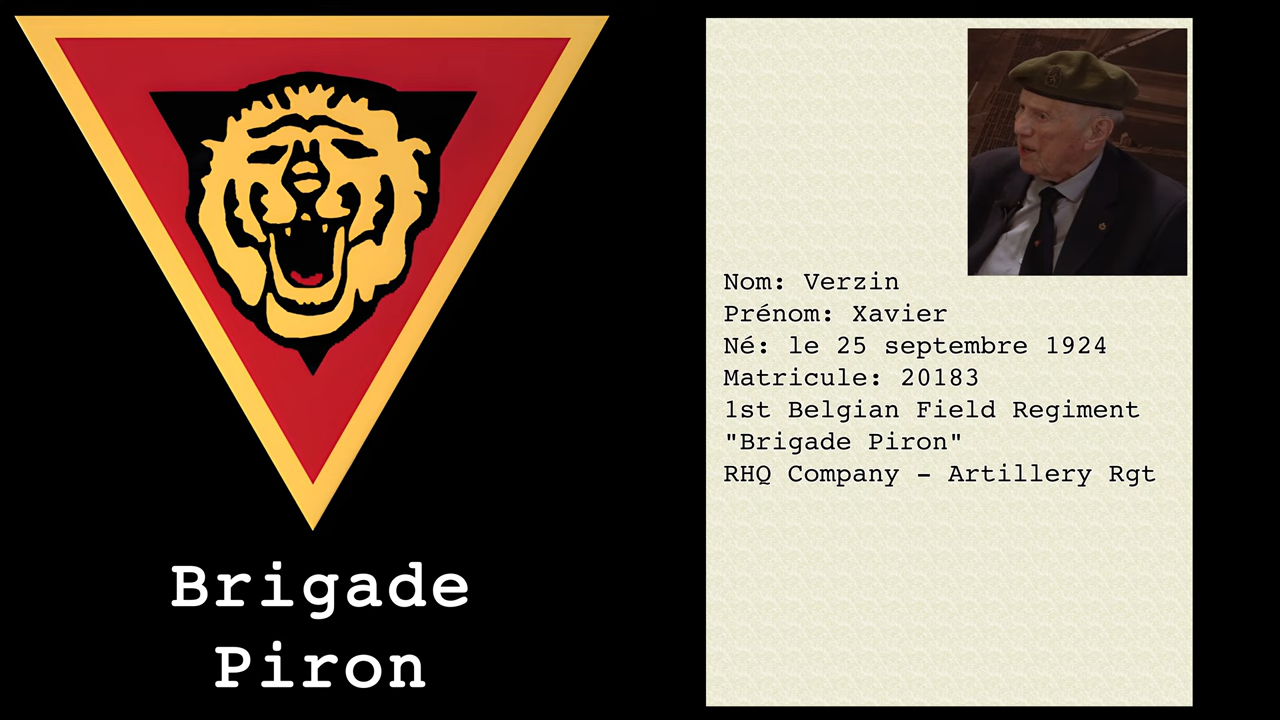 Brigade
Piron
Nom: Verzin
Prénom: Xavier
Né: le 25 septembre 1924
Matricule: 20183
1st Belgian Field Regiment
"Brigade Piron"
RHQ Company - Artillery Rgt